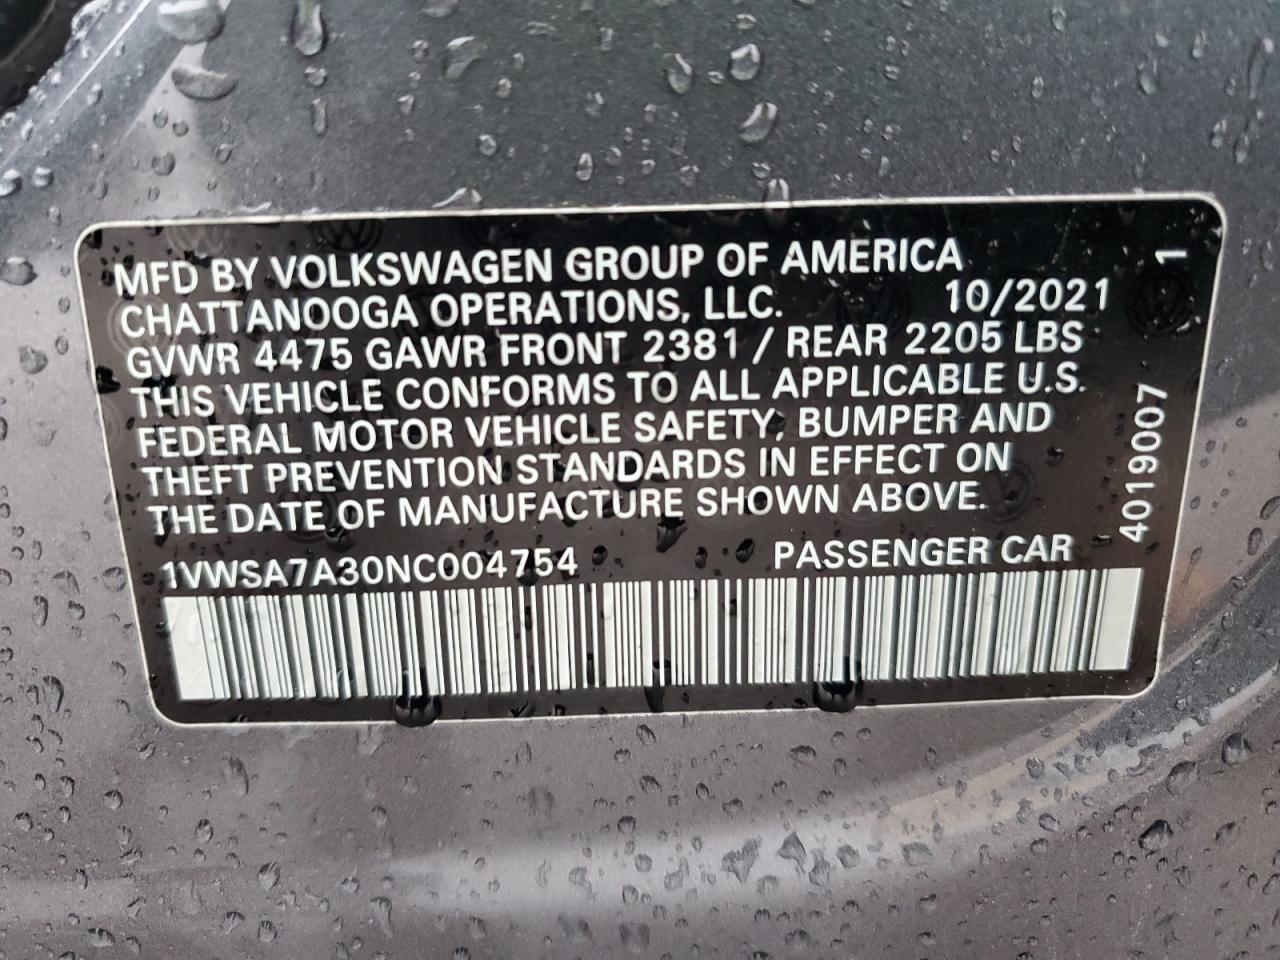 MFD BY VOLKSWAGEN GROUP OF AMERICA
CHATTANOOGA OPERATIONS, LLC. 10/2021
GVWR 4475 GAWR FRONT 2381 / REAR 2205 LBS
THIS VEHICLE CONFORMS TO ALL APPLICABLE U.S.
FEDERAL MOTOR VEHICLE SAFETY, BUMPER AND
THEFT PREVENTION STANDARDS IN EFFECT ON
THE DATE OF MANUFACTURE SHOWN ABOVE.
1VWSA7A30NC004754 PASSENGER CAR
4019007 1